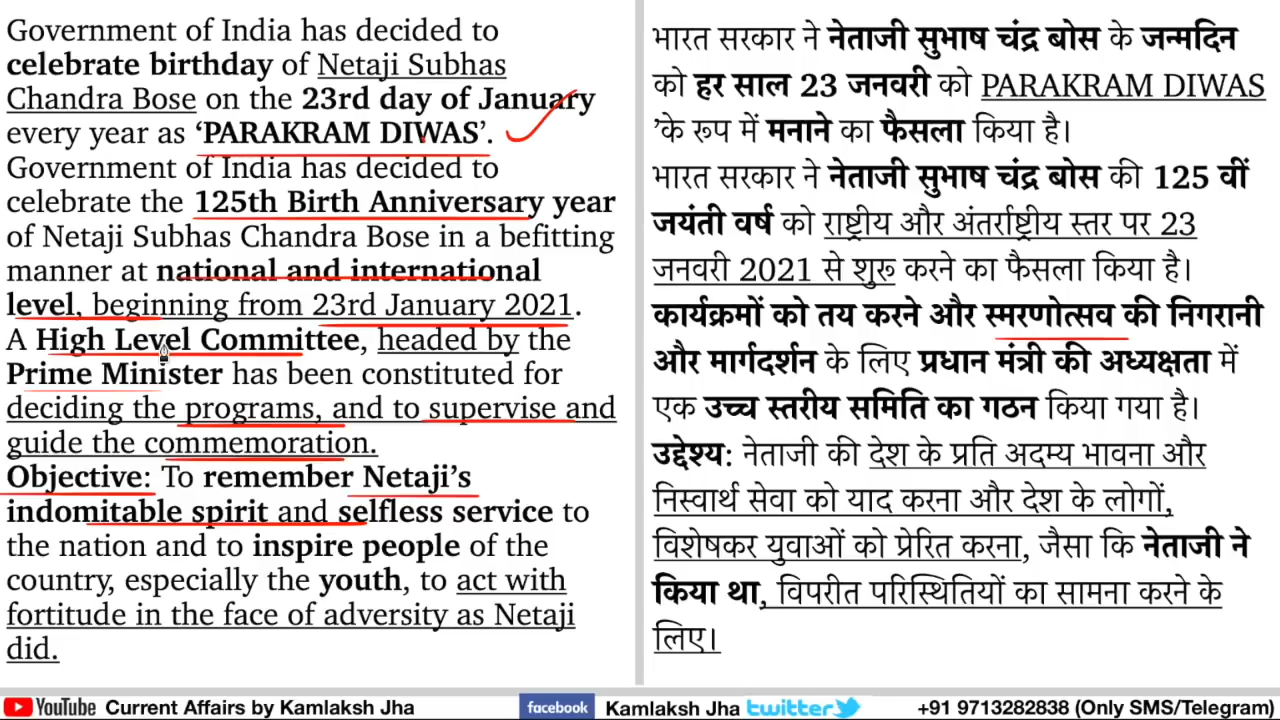 Government of India has decided to
celebrate birthday of Netaji Subhas
Chandra Bose on the 23rd day of January
every year as ‘PARAKRAM DIWAS’.
Government of India has decided to
celebrate the 125th Birth Anniversary year
of Netaji Subhas Chandra Bose in a befitting
manner at national and international
level, beginning from 23rd January 2021.
A High Level Committee, headed by the
Prime Minister has been constituted for
deciding the programs, and to supervise and
guide the commemoration.
Objective: To remember Netaji’s
indomitable spirit and selfless service to
the nation and to inspire people of the
country, especially the youth, to act with
fortitude in the face of adversity as Netaji
did.
भारत सरकार ने नेताजी सुभाष चंद्र बोस के जन्मदिन
को हर साल 23 जनवरी को PARAKRAM DIWAS
’के रूप में मनाने का फैसला किया है।
भारत सरकार ने नेताजी सुभाष चंद्र बोस की 125 वीं
जयंती वर्ष को राष्ट्रीय और अंतर्राष्ट्रीय स्तर पर 23
जनवरी 2021 से शुरू करने का फैसला किया है।
कार्यक्रमों को तय करने और स्मरणोत्सव की निगरानी
और मार्गदर्शन के लिए प्रधान मंत्री की अध्यक्षता में
एक उच्च स्तरीय समिति का गठन किया गया है।
उद्देश्य: नेताजी की देश के प्रति अदम्य भावना और
निस्वार्थ सेवा को याद करना और देश के लोगों,
विशेषकर युवाओं को प्रेरित करना, जैसा कि नेताजी ने
किया था, विपरीत परिस्थितियों का सामना करने के
लिए।
YouTube Current Affairs by Kamlaksh Jha facebook Kamlaksh Jha twitter +91 9713282838 (Only SMS/Telegram)